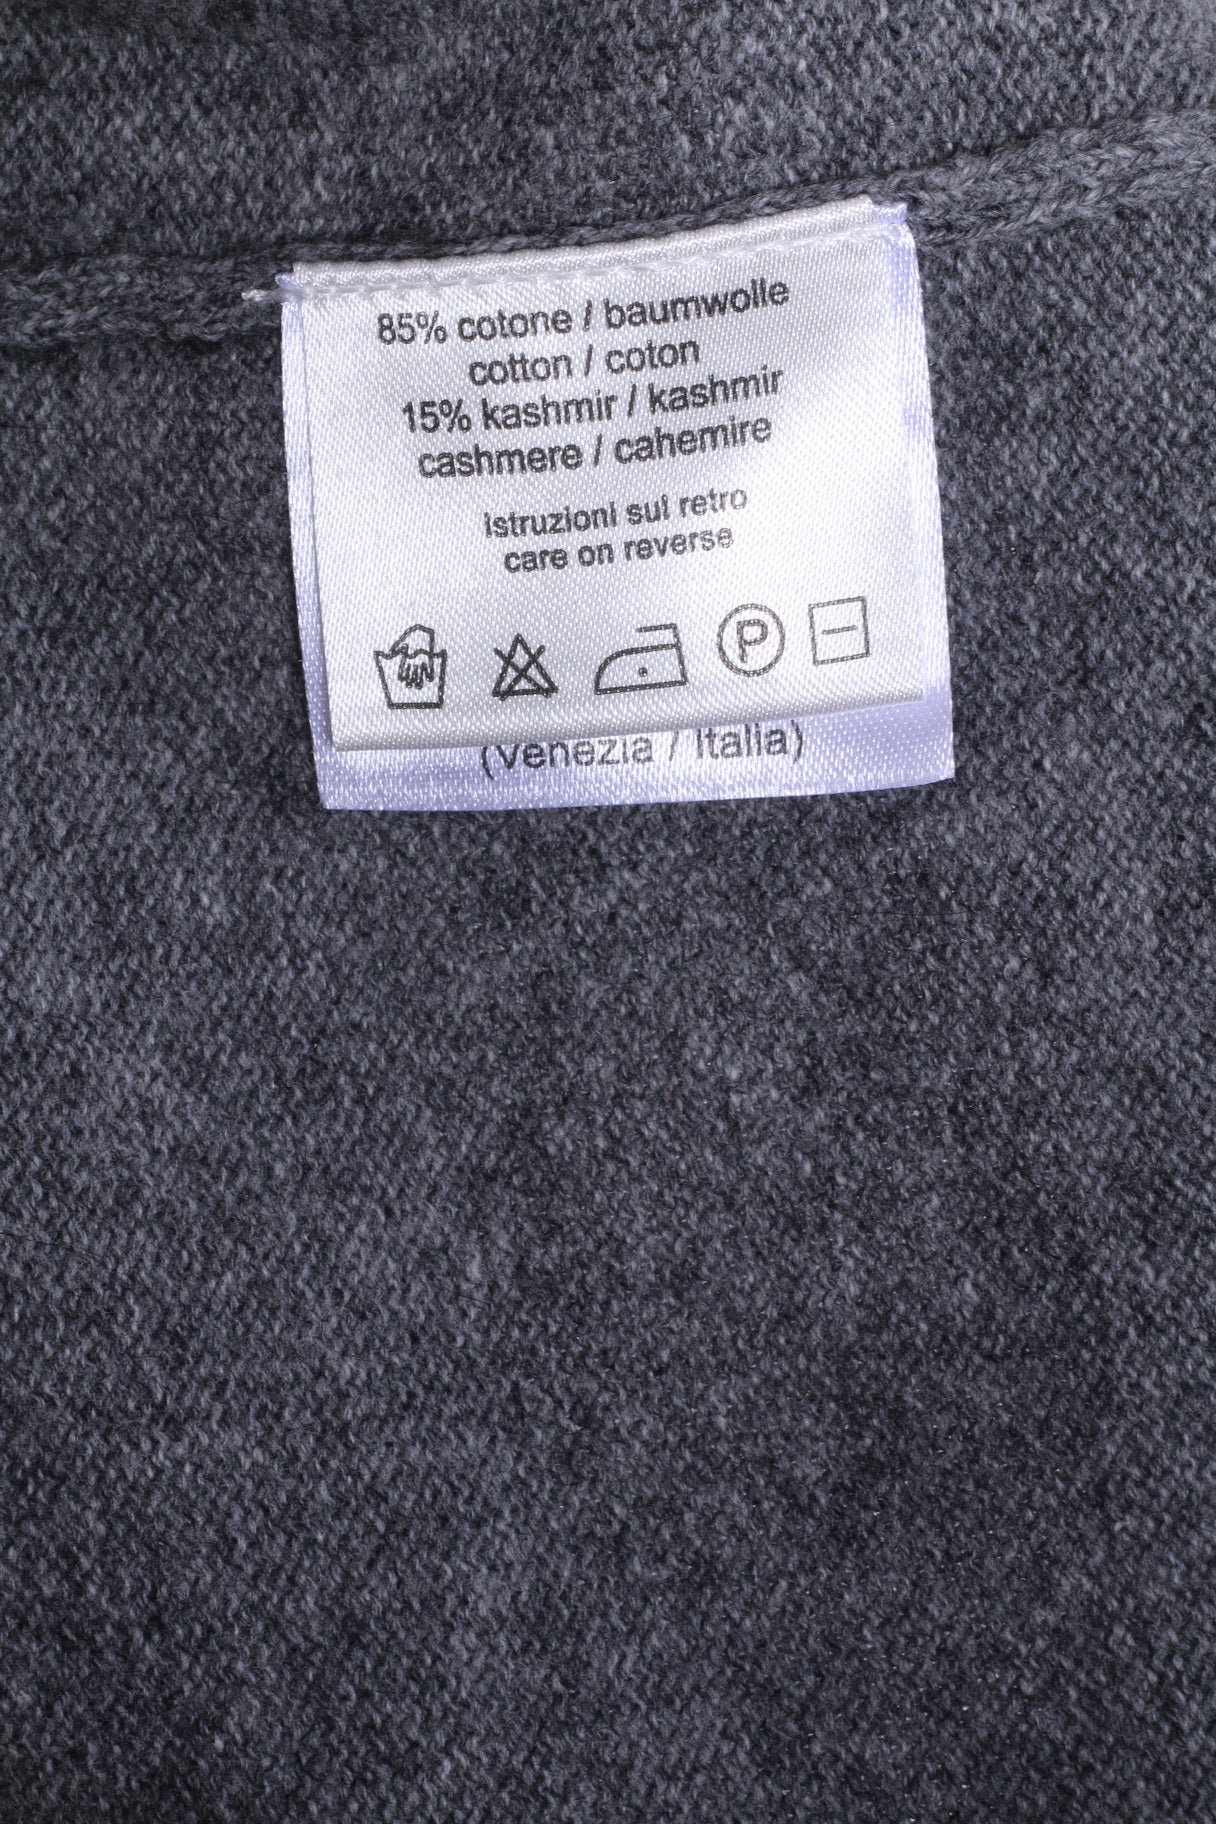 85% cotone / baumwolle
cotton / coton
15% kashmir / kashmir
cashmere / cahemire
istruzioni sul retro
care on reverse
P
(Venezia / Italia)